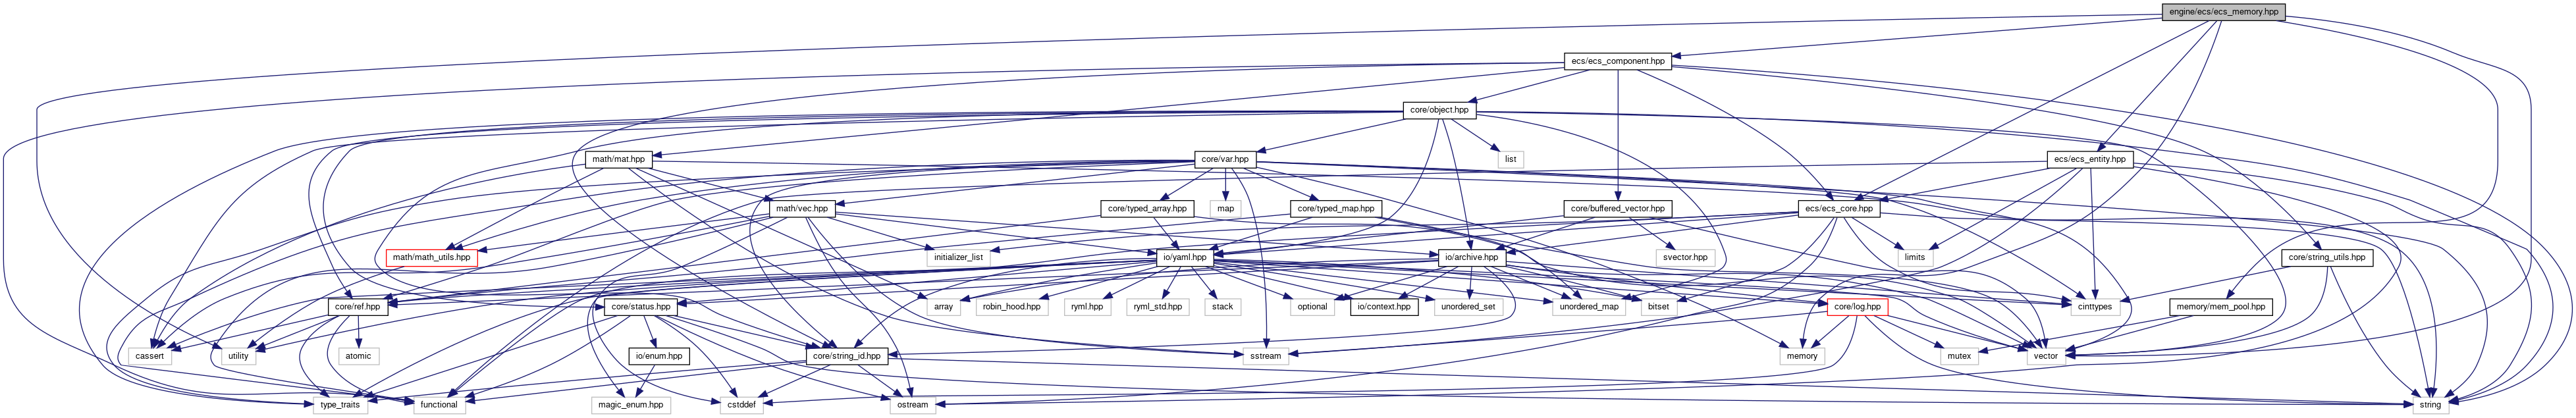 engine/ecs/ecs_memory.hpp
ecs/ecs_component.hpp
core/object.hpp
math/mat.hpp
core/var.hpp
list
ecs/ecs_entity.hpp
math/vec.hpp
core/typed_array.hpp
map
core/typed_map.hpp
core/buffered_vector.hpp
ecs/ecs_core.hpp
math/math_utils.hpp
initializer_list
io/yaml.hpp
io/archive.hpp
svector.hpp
limits
core/string_utils.hpp
core/ref.hpp
core/status.hpp
array
robin_hood.hpp
ryml.hpp
ryml_std.hpp
stack
optional
io/context.hpp
unordered_set
unordered_map
bitset
core/log.hpp
cinttypes
memory/mem_pool.hpp
cassert
utility
atomic
io/enum.hpp
core/string_id.hpp
sstream
memory
mutex
vector
type_traits
functional
magic_enum.hpp
cstddef
ostream
string